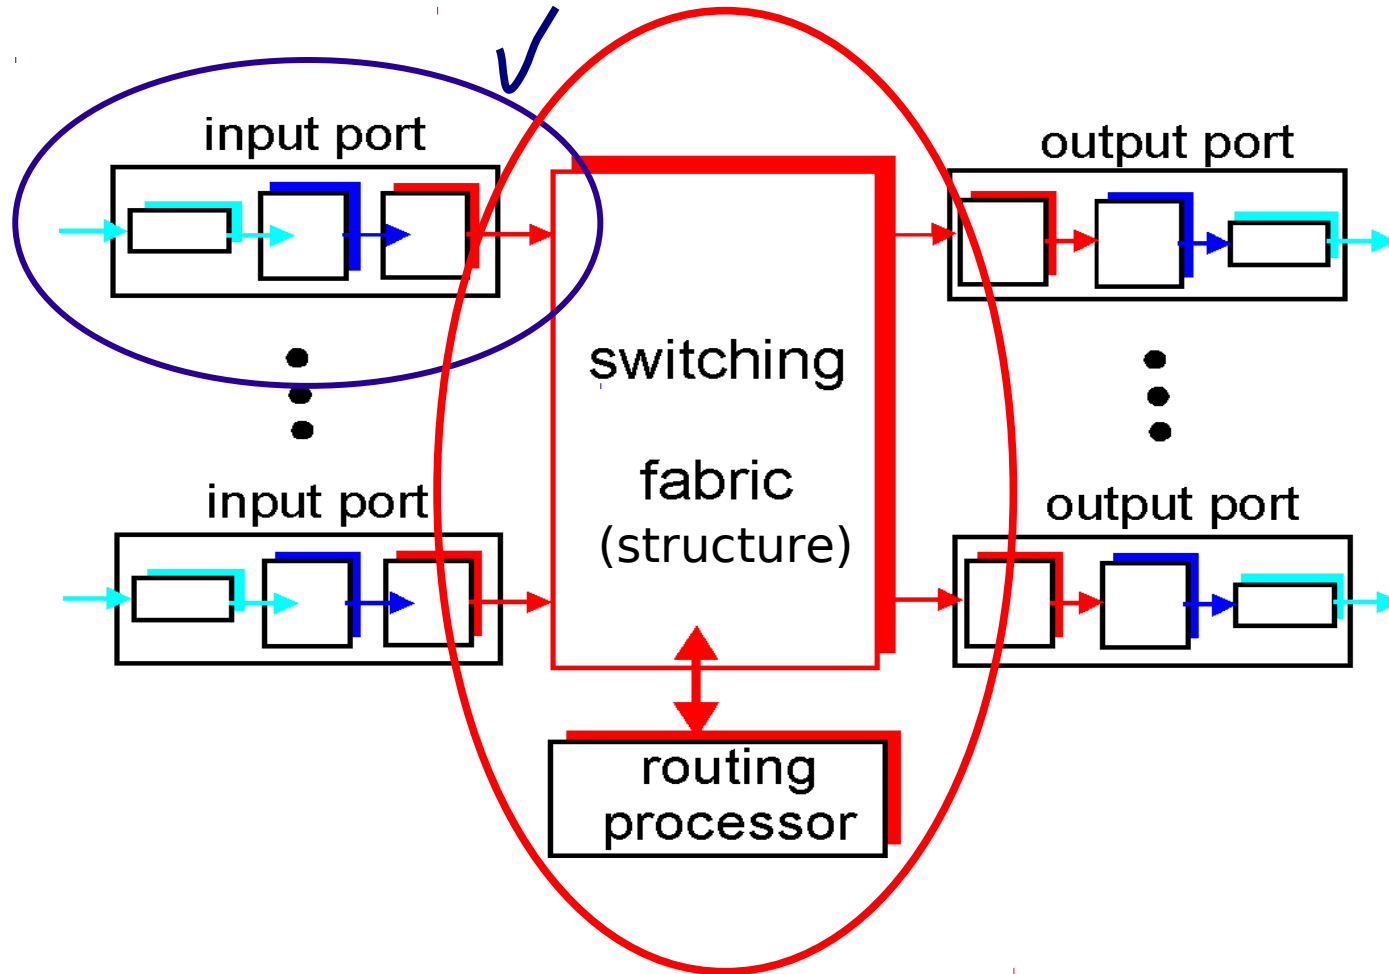 input port
output port
switching
fabric
(structure)
input port
output port
routing
processor